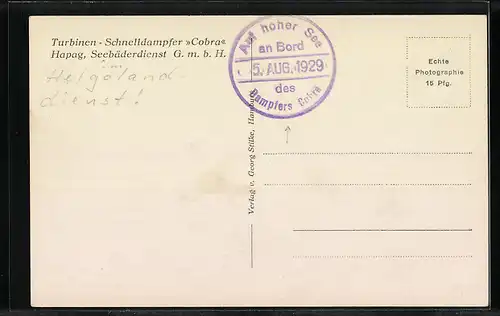 Turbinen - Schnelldampfer »Cobra«
Hapag, Seebäderdienst G. m. b. H.
im
Helgoland-
dienst!
Auf hoher See
an Bord
5. AUG. 1929
des
Dampfers Cobra
Echte
Photographie
15 Pfg.
Verlag v. Georg Stilke, Hamburg